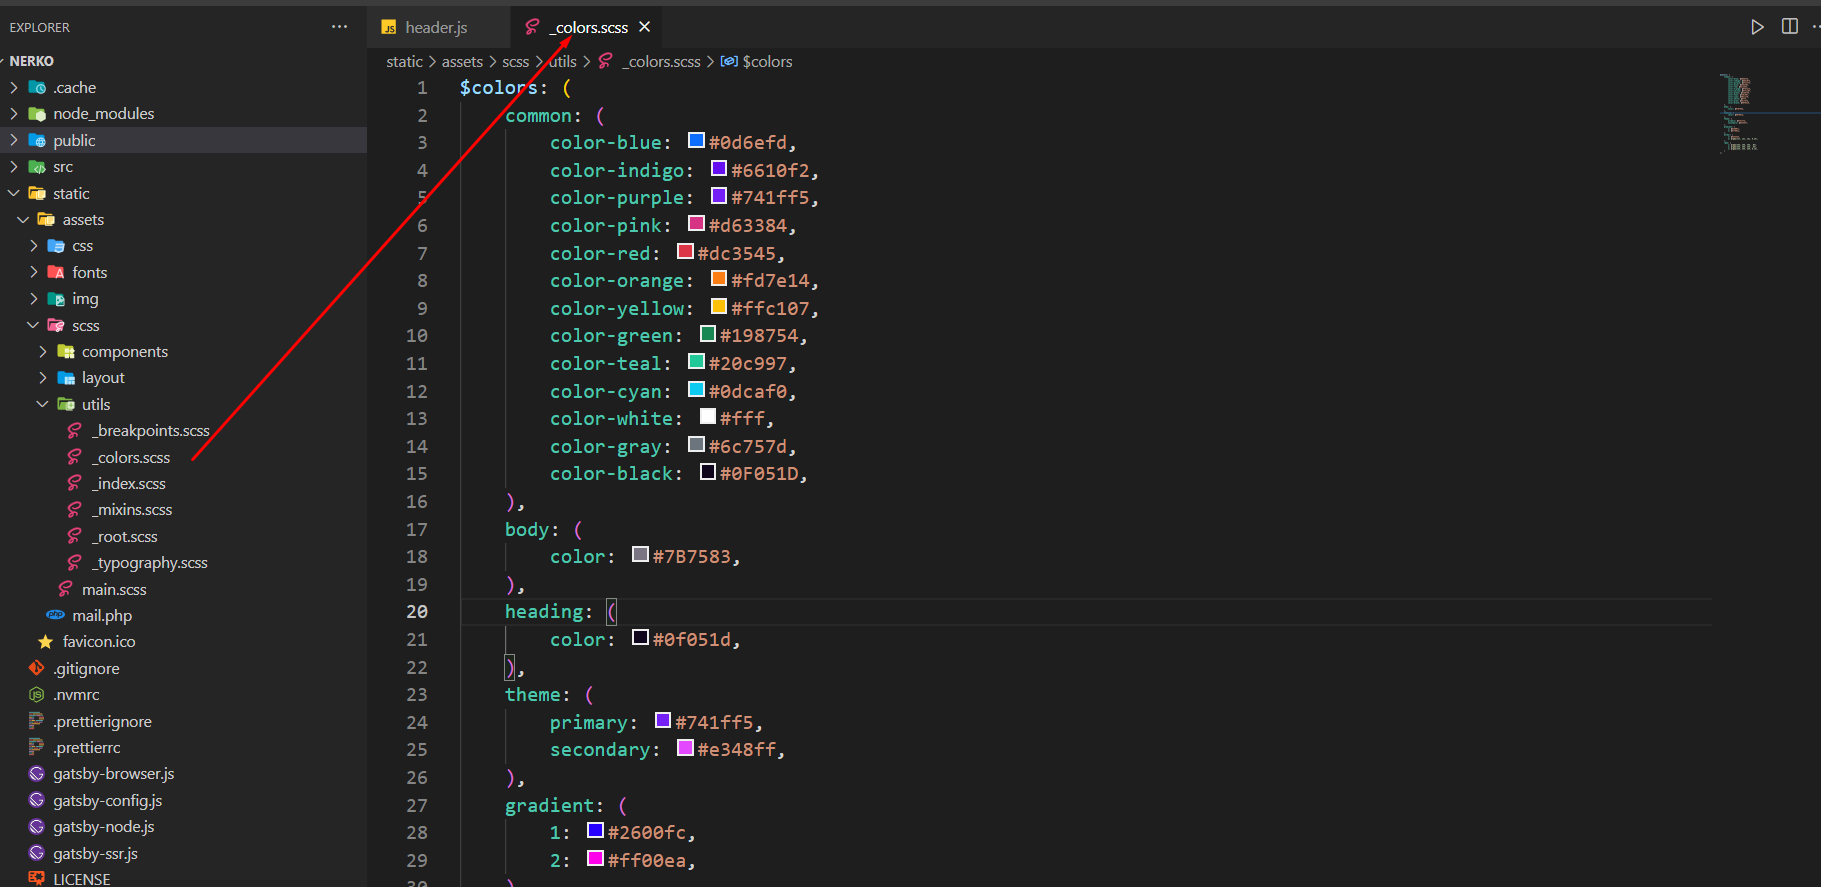 EXPLORER
NERKO
.cache
node_modules
public
src
static
assets
css
fonts
img
scss
components
layout
utils
_breakpoints.scss
_colors.scss
_index.scss
_mixins.scss
_root.scss
_typography.scss
main.scss
mail.php
favicon.ico
.gitignore
.nvmrc
.prettierignore
.prettierrc
gatsby-browser.js
gatsby-config.js
gatsby-node.js
gatsby-ssr.js
LICENSE
JS header.js
_colors.scss
static > assets > scss > utils > _colors.scss > $colors
1 $colors: (
2 common: (
3 color-blue: #0d6efd,
4 color-indigo: #6610f2,
5 color-purple: #741ff5,
6 color-pink: #d63384,
7 color-red: #dc3545,
8 color-orange: #fd7e14,
9 color-yellow: #ffc107,
10 color-green: #198754,
11 color-teal: #20c997,
12 color-cyan: #0dcaf0,
13 color-white: #fff,
14 color-gray: #6c757d,
15 color-black: #0F051D,
16 ),
17 body: (
18 color: #7B7583,
19 ),
20 heading: (
21 color: #0f051d,
22 ),
23 theme: (
24 primary: #741ff5,
25 secondary: #e348ff,
26 ),
27 gradient: (
28 1: #2600fc,
29 2: #ff00ea,